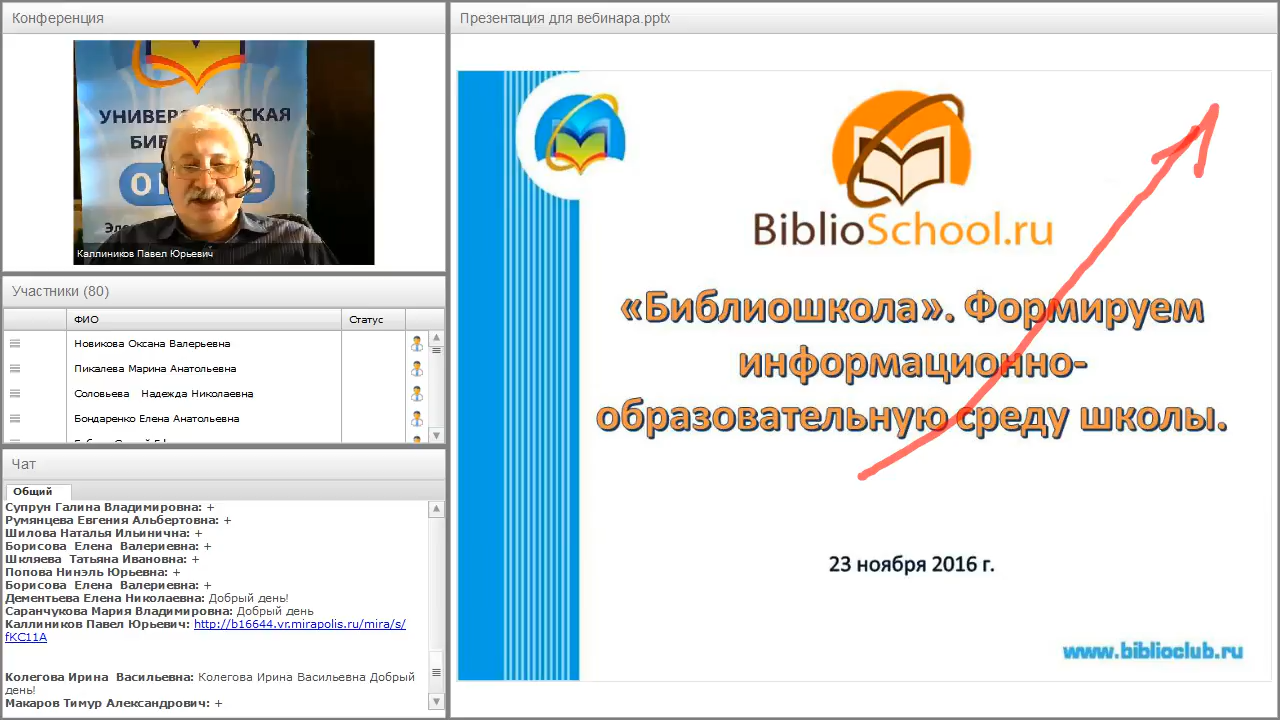 Конференция
УНИВЕР ТСКАЯ
БИБ А
Эле
Каллиников Павел Юрьевич
Участники (80)
ФИО
Статус
Новикова Оксана Валерьевна
Пикалева Марина Анатольевна
Соловьева Надежда Николаевна
Бондаренко Елена Анатольевна
Чат
Общий
Супрун Галина Владимировна: +
Румянцева Евгения Альбертовна: +
Шилова Наталья Ильинична: +
Борисова Елена Валериевна: +
Шкляева Татьяна Ивановна: +
Попова Нинэль Юрьевна: +
Борисова Елена Валериевна: +
Дементьева Елена Николаевна: Добрый день!
Саранчукова Мария Владимировна: Добрый день
Каллиников Павел Юрьевич: http://b16644.vr.mirapolis.ru/mira/s/
fKC11A
Колегова Ирина Васильевна: Колегова Ирина Васильевна Добрый
день!
Макаров Тимур Александрович: +
Презентация для вебинара.pptx
BiblioSchool.ru
«Библиошкола». Формируем
информационно-
образовательную среду школы.
23 ноября 2016 г.
www.biblioclub.ru